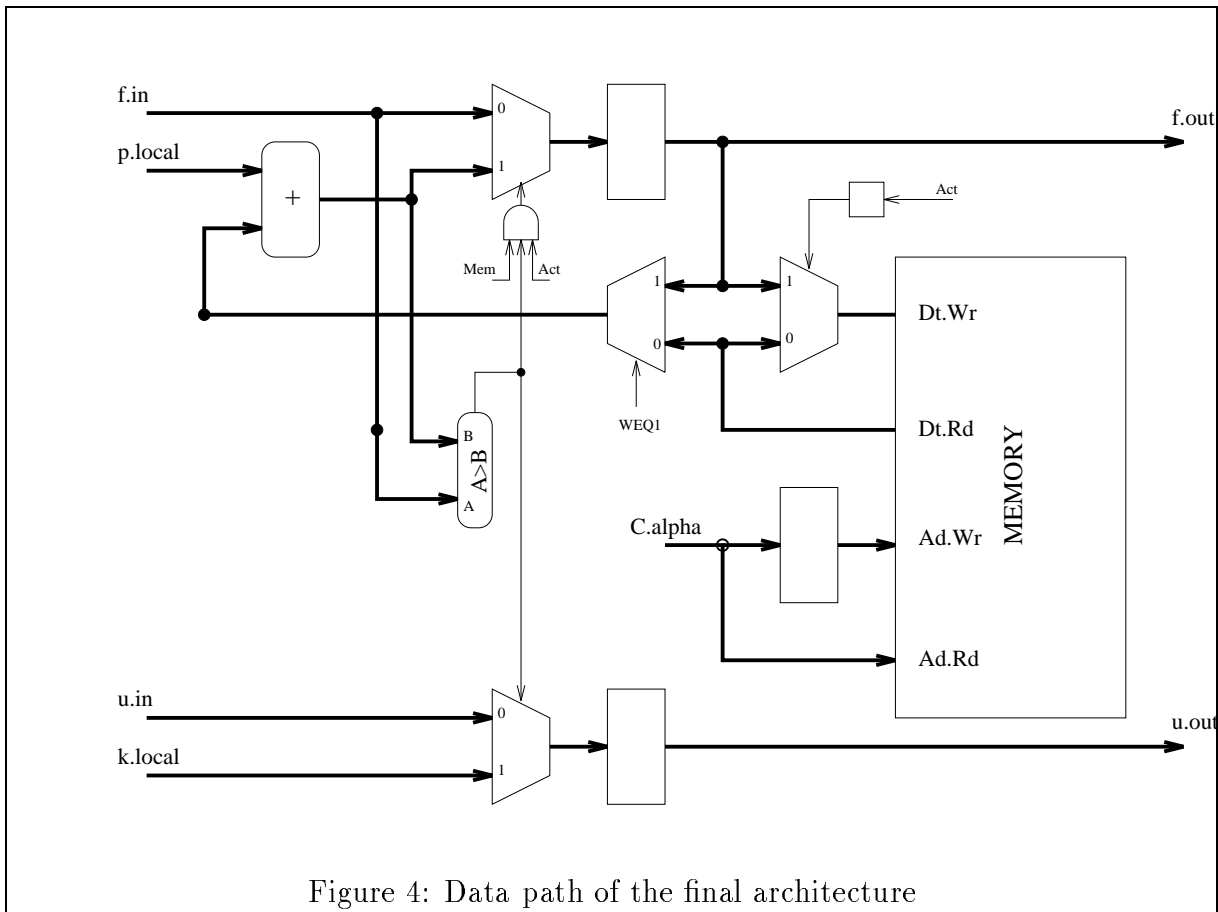 f.in
0
f.out
p.local
1
+
Act
Mem
Act
1
1
Dt.Wr
0
0
WEQ1
Dt.Rd
B
A>B
A
MEMORY
C.alpha
Ad.Wr
Ad.Rd
u.in
0
u.out
k.local
1
Figure 4: Data path of the final architecture